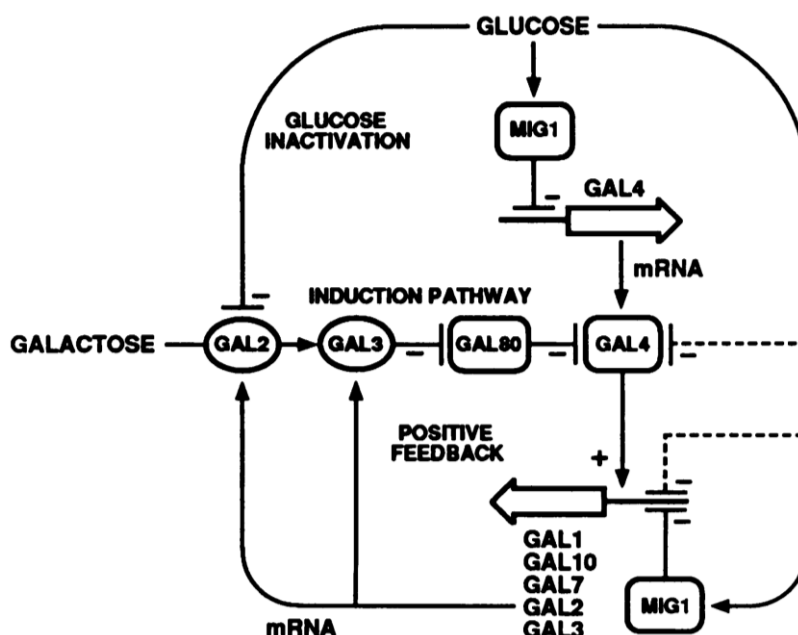 GLUCOSE
GLUCOSE
INACTIVATION
MIG1
−
GAL4
mRNA
−
INDUCTION PATHWAY
GALACTOSE
GAL2
GAL3
−
GAL80
−
GAL4
−
POSITIVE
FEEDBACK
+
−
−
GAL1
GAL10
GAL7
GAL2
GAL3
MIG1
mRNA